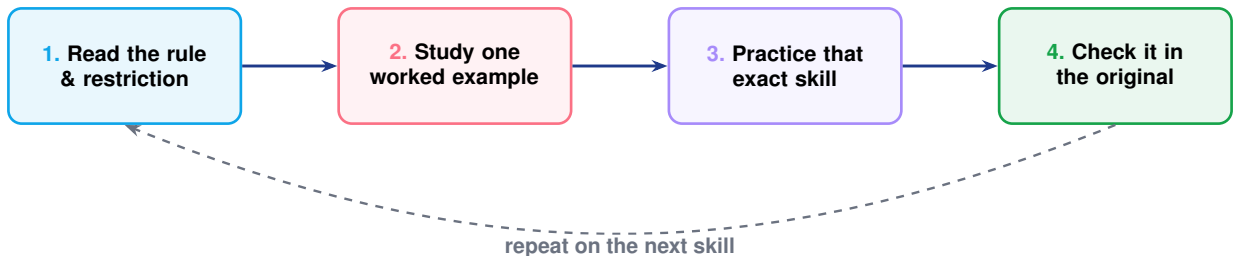 1. Read the rule
& restriction
2. Study one
worked example
3. Practice that
exact skill
4. Check it in
the original
repeat on the next skill